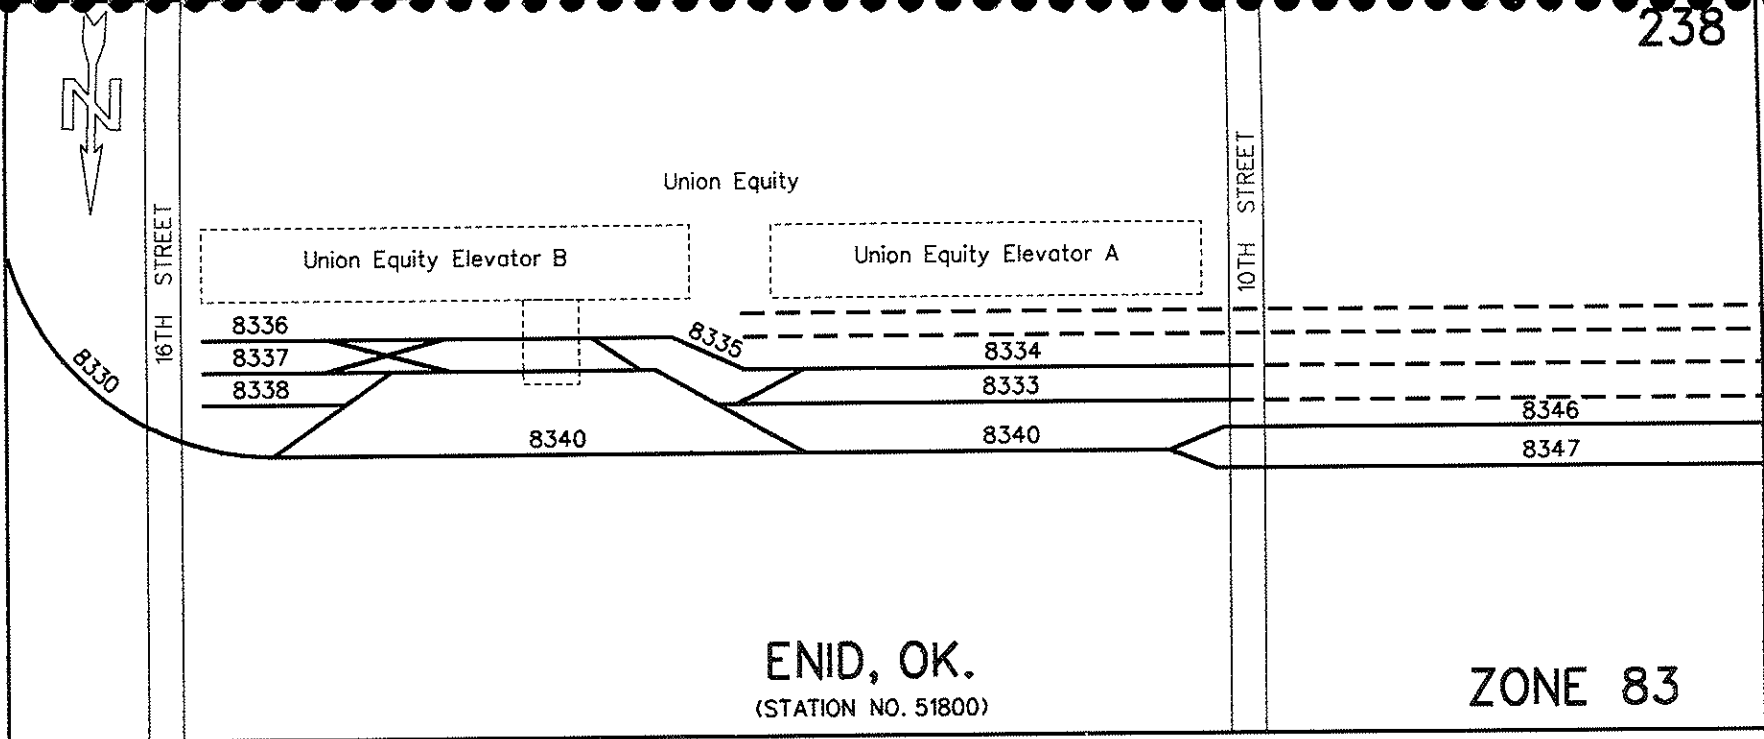 238
N
16TH STREET
10TH STREET
Union Equity
Union Equity Elevator B
Union Equity Elevator A
8336
8335
8337
8334
8330
8338
8333
8346
8340
8340
8347
ENID, OK.
(STATION NO. 51800)
ZONE 83